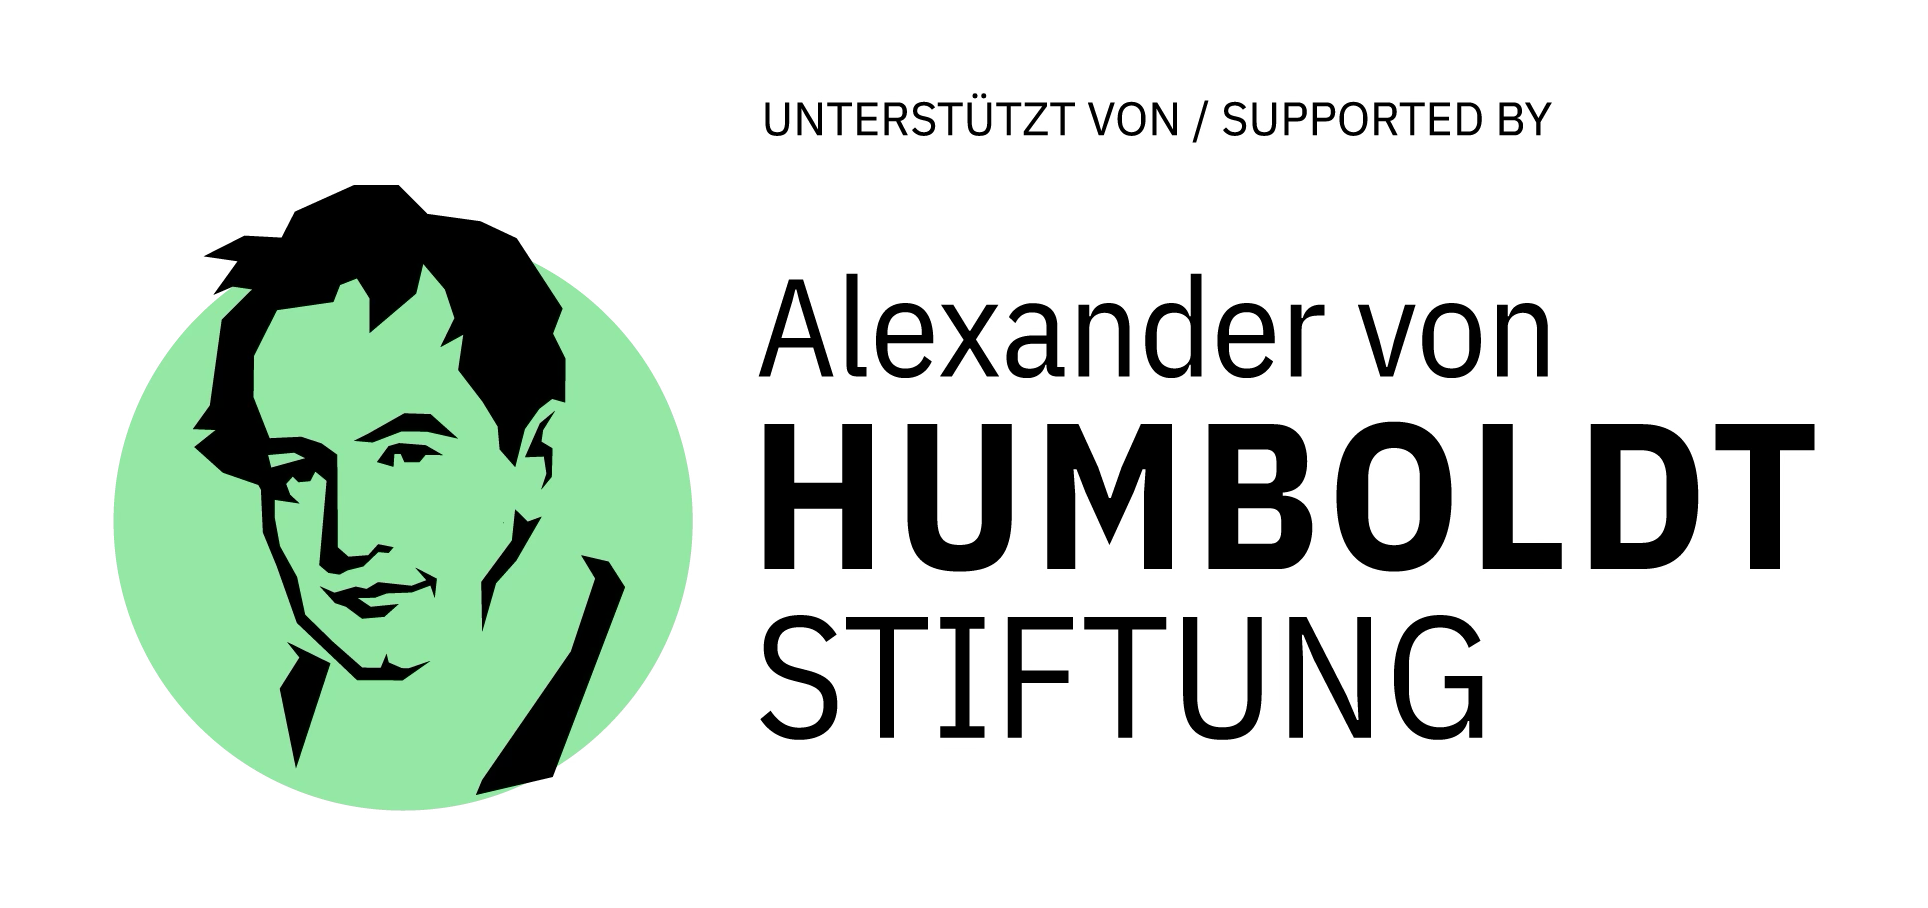 UNTERSTÜTZT VON / SUPPORTED BY
Alexander von
HUMBOLDT
STIFTUNG